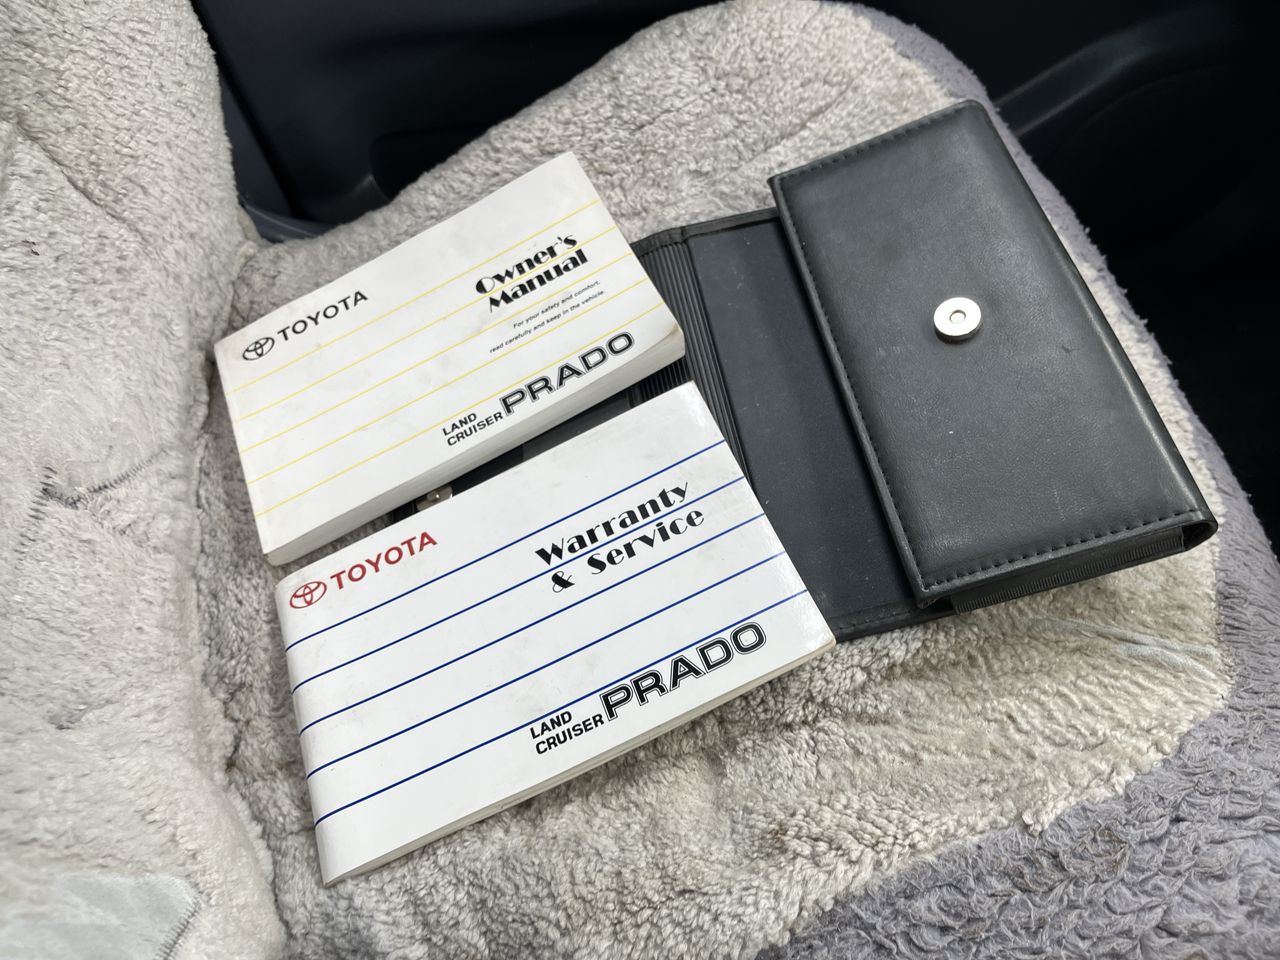 TOYOTA
Owner's
Manual
For your safety and comfort,
read carefully and keep in the vehicle.
LAND
CRUISER PRADO
TOYOTA
Warranty
& Service
LAND
CRUISER PRADO